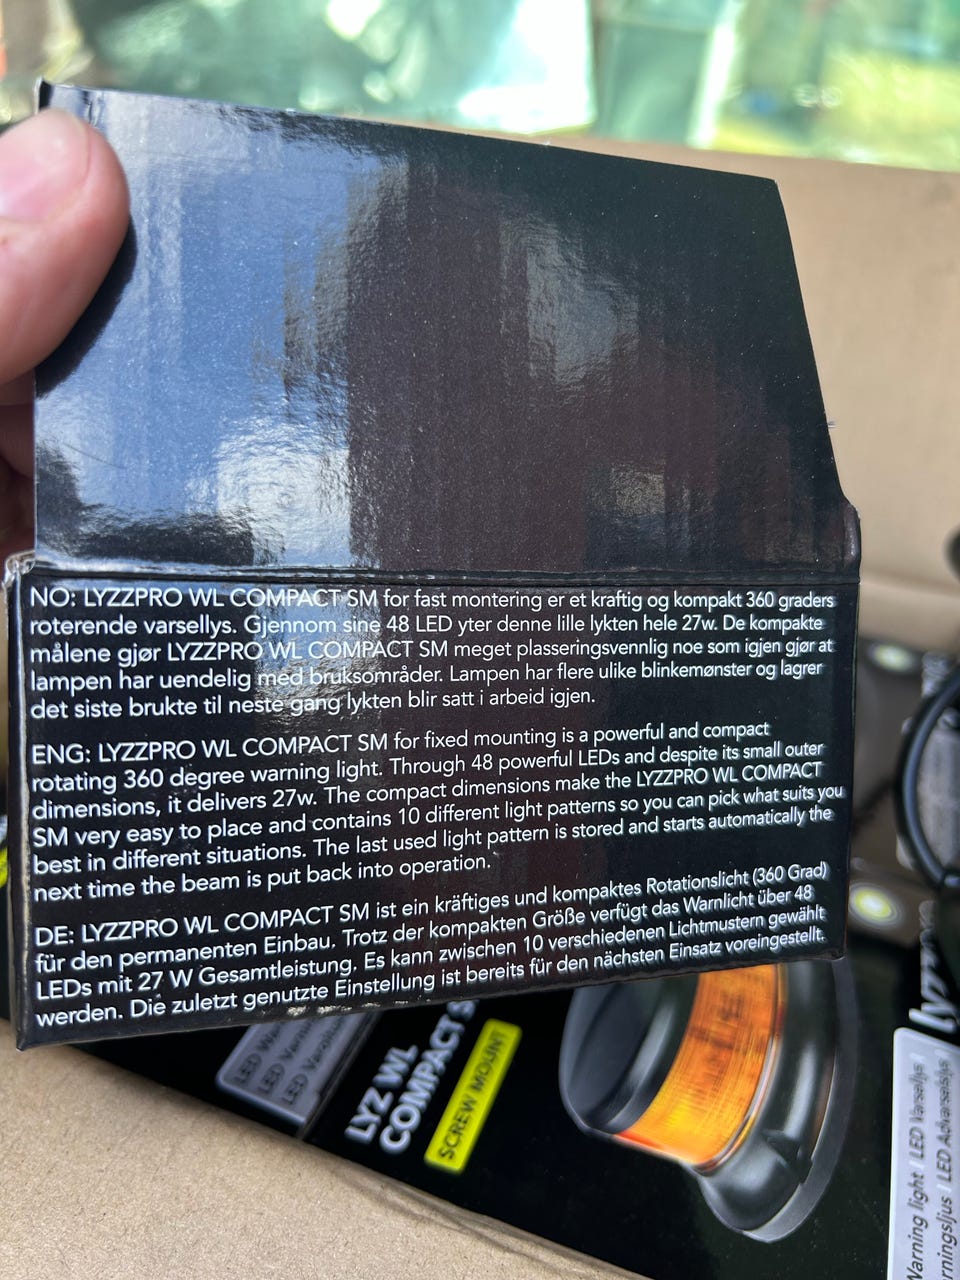 NO: LYZZPRO WL COMPACT SM for fast montering er et kraftig og kompakt 360 graders
roterende varsellys. Gjennom sine 48 LED yter denne lille lykten hele 27w. De kompakte
målene gjør LYZZPRO WL COMPACT SM meget plasseringsvennlig noe som igjen gjør at
lampen har uendelig med bruksområder. Lampen har flere ulike blinkemønster og lagrer
det siste brukte til neste gang lykten blir satt i arbeid igjen.
ENG: LYZZPRO WL COMPACT SM for fixed mounting is a powerful and compact
rotating 360 degree warning light. Through 48 powerful LEDs and despite its small outer
dimensions, it delivers 27w. The compact dimensions make the LYZZPRO WL COMPACT
SM very easy to place and contains 10 different light patterns so you can pick what suits you
best in different situations. The last used light pattern is stored and starts automatically the
next time the beam is put back into operation.
DE: LYZZPRO WL COMPACT SM ist ein kräftiges und kompaktes Rotationslicht (360 Grad)
für den permanenten Einbau. Trotz der kompakten Größe verfügt das Warnlicht über 48
LEDs mit 27 W Gesamtleistung. Es kann zwischen 10 verschiedenen Lichtmustern gewählt
werden. Die zuletzt genutzte Einstellung ist bereits für den nächsten Einsatz voreingestellt.
LED
LED
LED
LYZ WL
COMPACT S
SCREW MOUNT
lyz
Warning light | LED Varsellys |
rningsljus | LED Advarselslys |